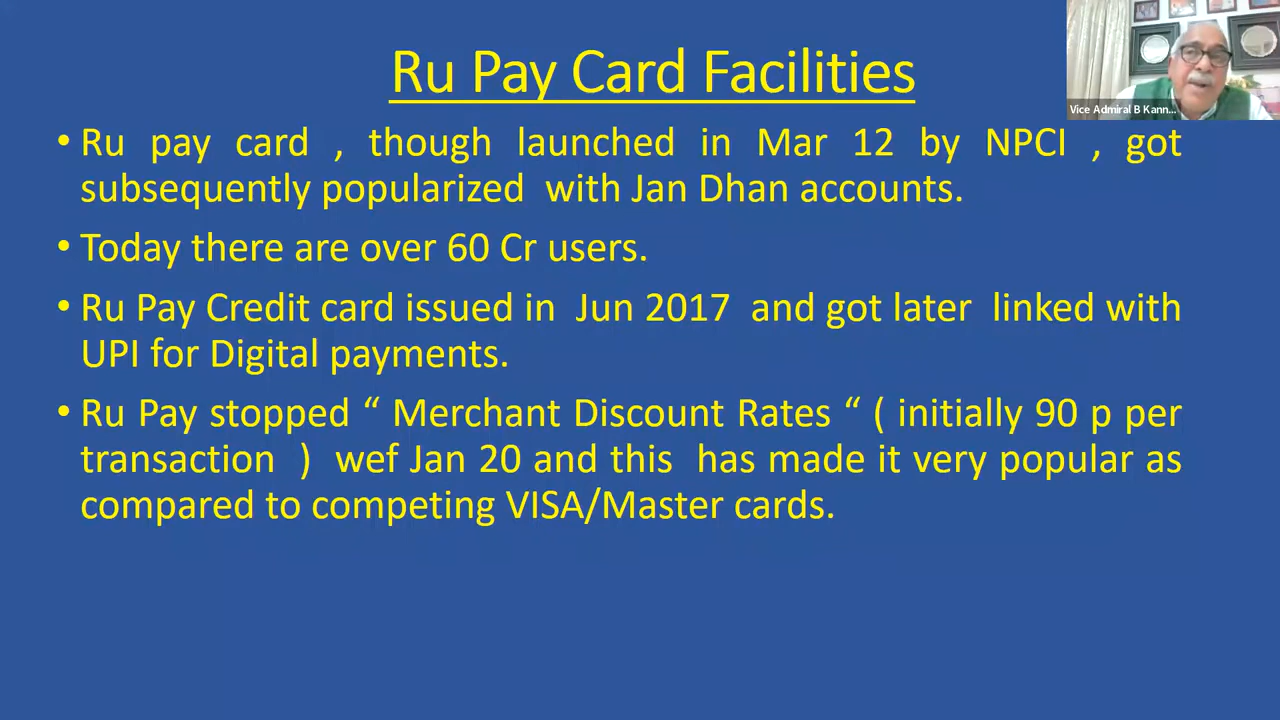 Ru Pay Card Facilities
Vice Admiral B Kann...
• Ru pay card , though launched in Mar 12 by NPCI , got
subsequently popularized with Jan Dhan accounts.
• Today there are over 60 Cr users.
• Ru Pay Credit card issued in Jun 2017 and got later linked with
UPI for Digital payments.
• Ru Pay stopped “ Merchant Discount Rates “ ( initially 90 p per
transaction ) wef Jan 20 and this has made it very popular as
compared to competing VISA/Master cards.